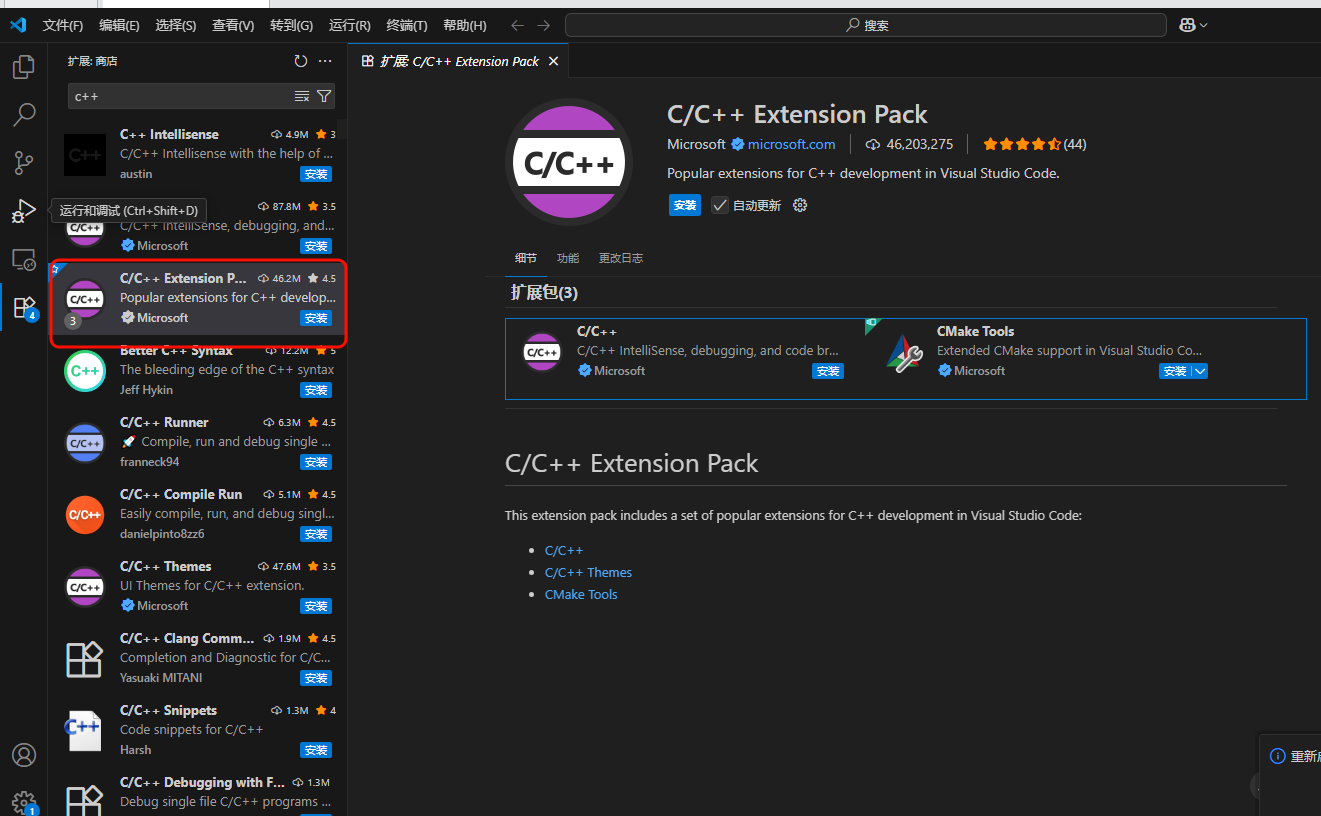 文件(F) 编辑(E) 选择(S) 查看(V) 转到(G) 运行(R) 终端(T) 帮助(H) 搜索
扩展: 商店
c++
C++ Intellisense 4.9M 3
C/C++ Intellisense with the help of ...
austin 安装
运行和调试 (Ctrl+Shift+D)
87.8M 3.5
C/C++ IntelliSense, debugging, and...
Microsoft 安装
C/C++ Extension P... 46.2M 4.5
Popular extensions for C++ develop...
Microsoft 安装
3
Better C++ Syntax 12.2M 5
The bleeding edge of the C++ syntax
Jeff Hykin 安装
C/C++ Runner 6.3M 4.5
🚀 Compile, run and debug single ...
franneck94 安装
C/C++ Compile Run 5.1M 4.5
Easily compile, run, and debug singl...
danielpinto8zz6 安装
C/C++ Themes 47.6M 3.5
UI Themes for C/C++ extension.
Microsoft 安装
C/C++ Clang Comm... 1.9M 4.5
Completion and Diagnostic for C/C...
Yasuaki MITANI 安装
C/C++ Snippets 1.3M 4
Code snippets for C/C++
Harsh 安装
C/C++ Debugging with F... 1.3M
Debug single file C/C++ programs ...
C++
C/C++
C/C++
C++
C/C++
C/C++
C/C++
C++
4
1
扩展: C/C++ Extension Pack
C/C++
C/C++ Extension Pack
Microsoft microsoft.com 46,203,275 (44)
Popular extensions for C++ development in Visual Studio Code.
安装 自动更新
细节 功能 更改日志
扩展包(3)
C/C++
C/C++
C/C++ IntelliSense, debugging, and code br...
Microsoft 安装
CMake Tools
Extended CMake support in Visual Studio Co...
Microsoft 安装
C/C++ Extension Pack
This extension pack includes a set of popular extensions for C++ development in Visual Studio Code:
C/C++
C/C++ Themes
CMake Tools
重新启